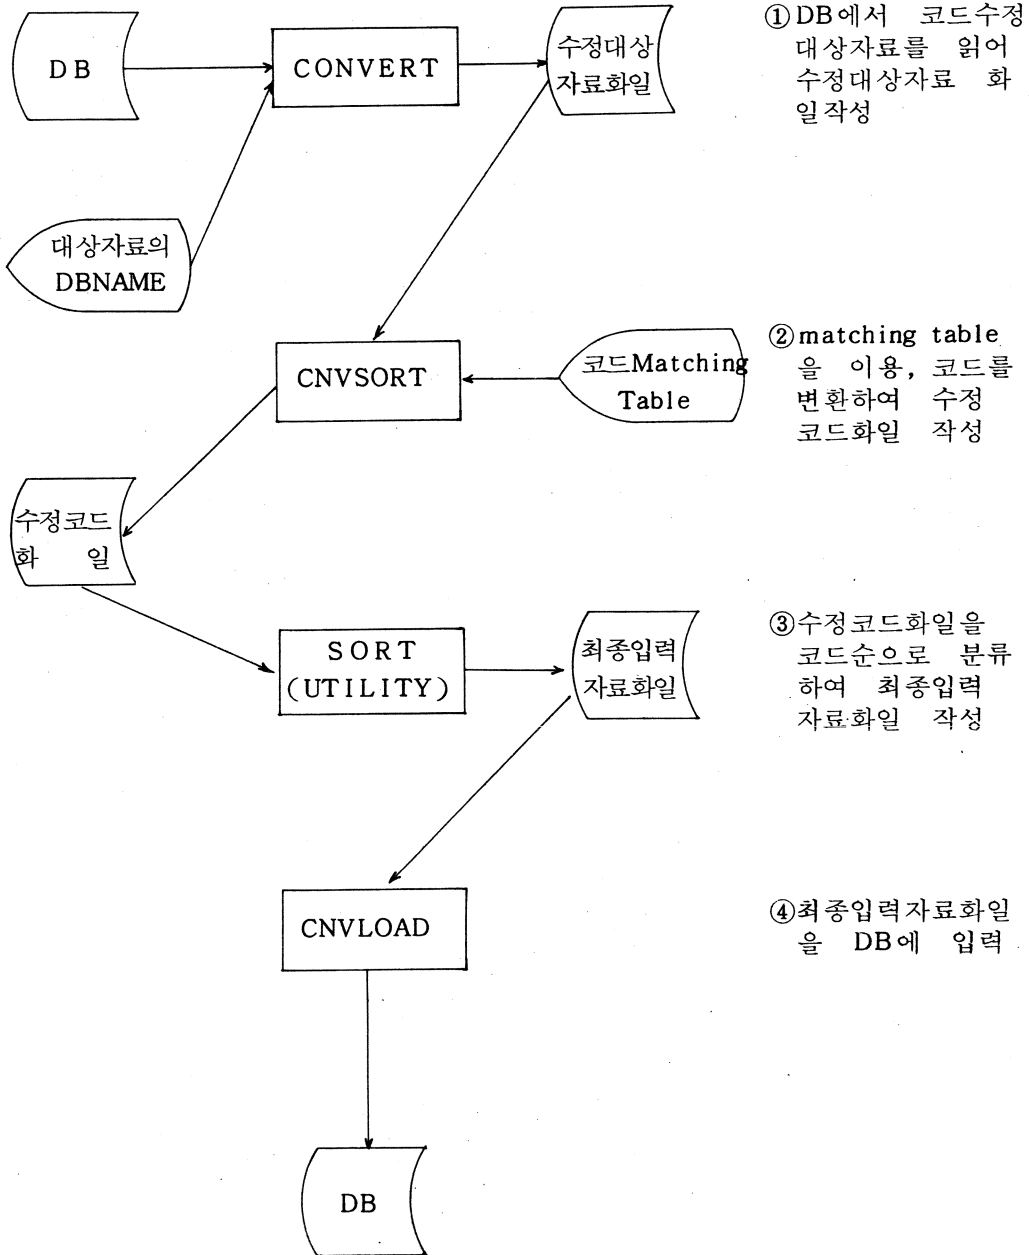 DB
CONVERT
수정대상
자료화일
①DB에서 코드수정
대상자료를 읽어
수정대상자료 화
일작성
대상자료의
DBNAME
CNVSORT
코드Matching
Table
②matching table
을 이용, 코드를
변환하여 수정
코드화일 작성
수정코드
화 일
SORT
(UTILITY)
최종입력
자료화일
③수정코드화일을
코드순으로 분류
하여 최종입력
자료화일 작성
CNVLOAD
④최종입력자료화일
을 DB에 입력
DB